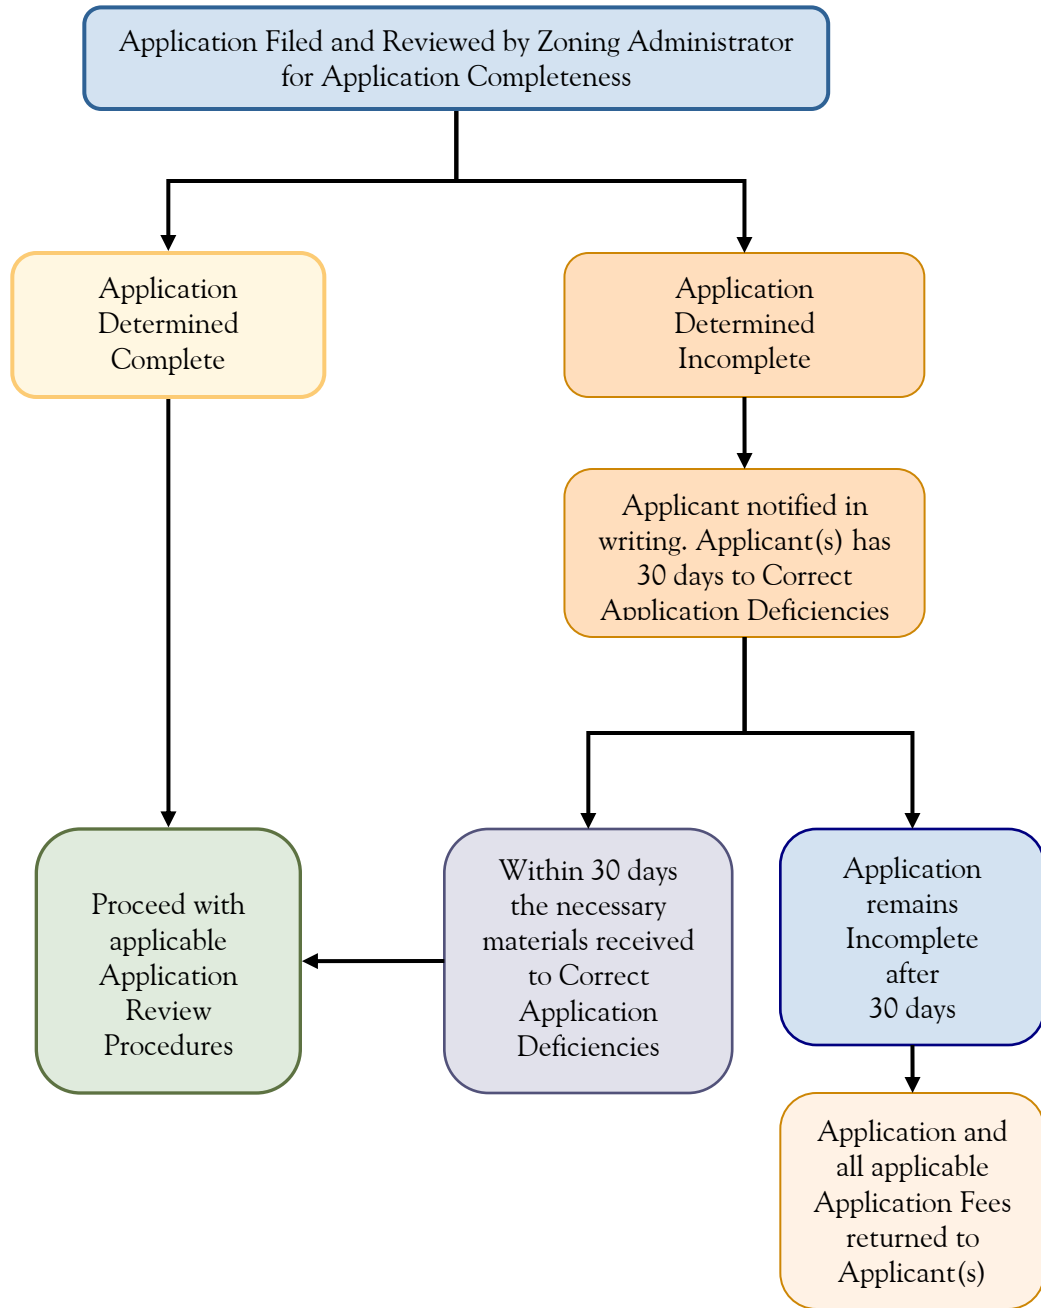 Application Filed and Reviewed by Zoning Administrator
for Application Completeness
Application
Determined
Complete
Application
Determined
Incomplete
Applicant notified in
writing. Applicant(s) has
30 days to Correct
Application Deficiencies
Proceed with
applicable
Application
Review
Procedures
Within 30 days
the necessary
materials received
to Correct
Application
Deficiencies
Application
remains
Incomplete
after
30 days
Application and
all applicable
Application Fees
returned to
Applicant(s)